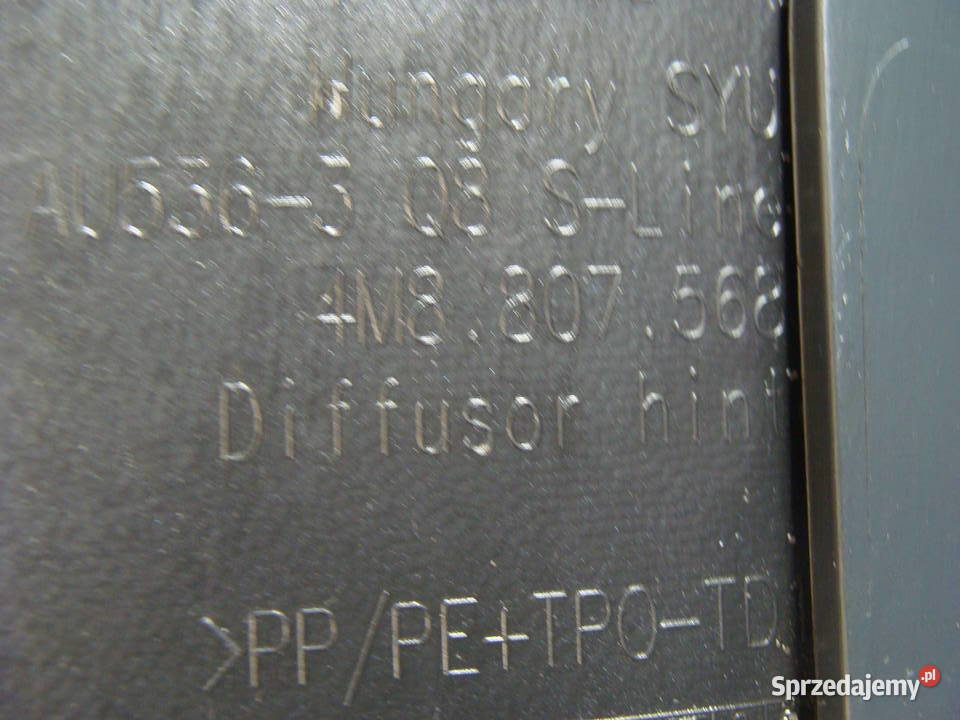 Hungary SYU
AU536-3 Q8 S-Line
4M8.807.568
Diffusor hint
>PP/PE+TPO-TD
Sprzedajemy.pl